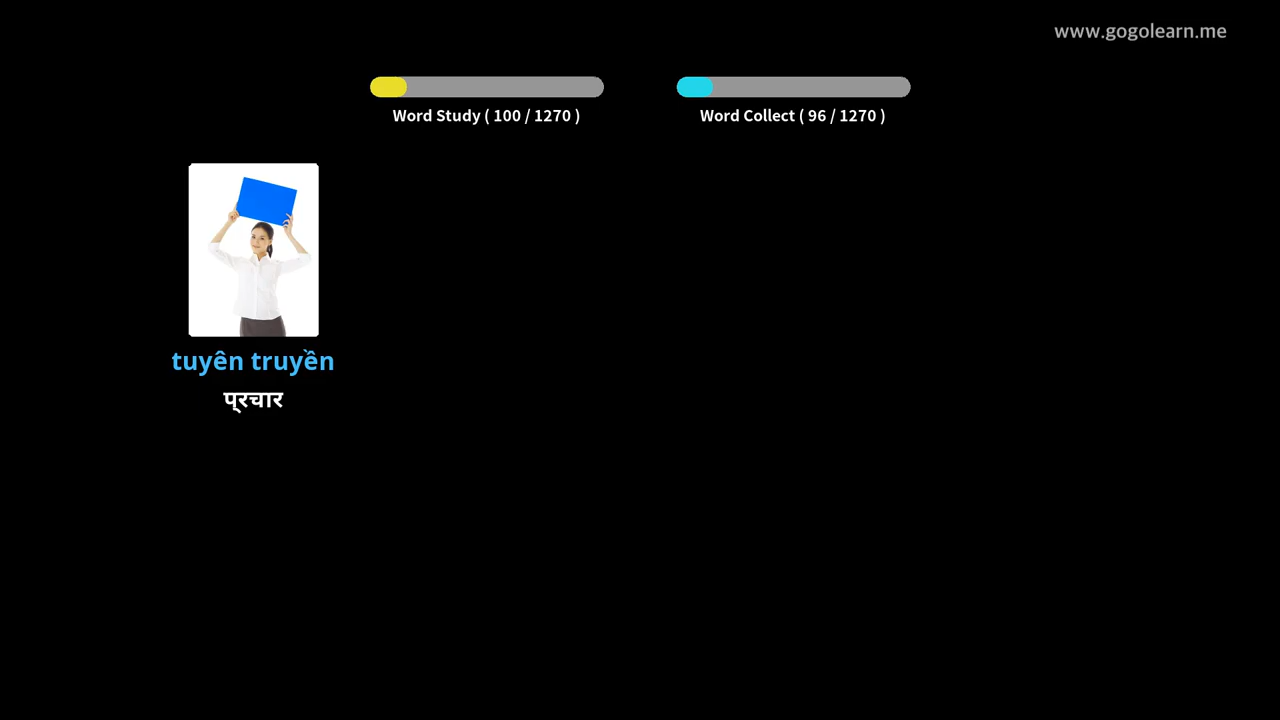 www.gogolearn.me
Word Study ( 100 / 1270 )
Word Collect ( 96 / 1270 )
tuyên truyền
प्रचार